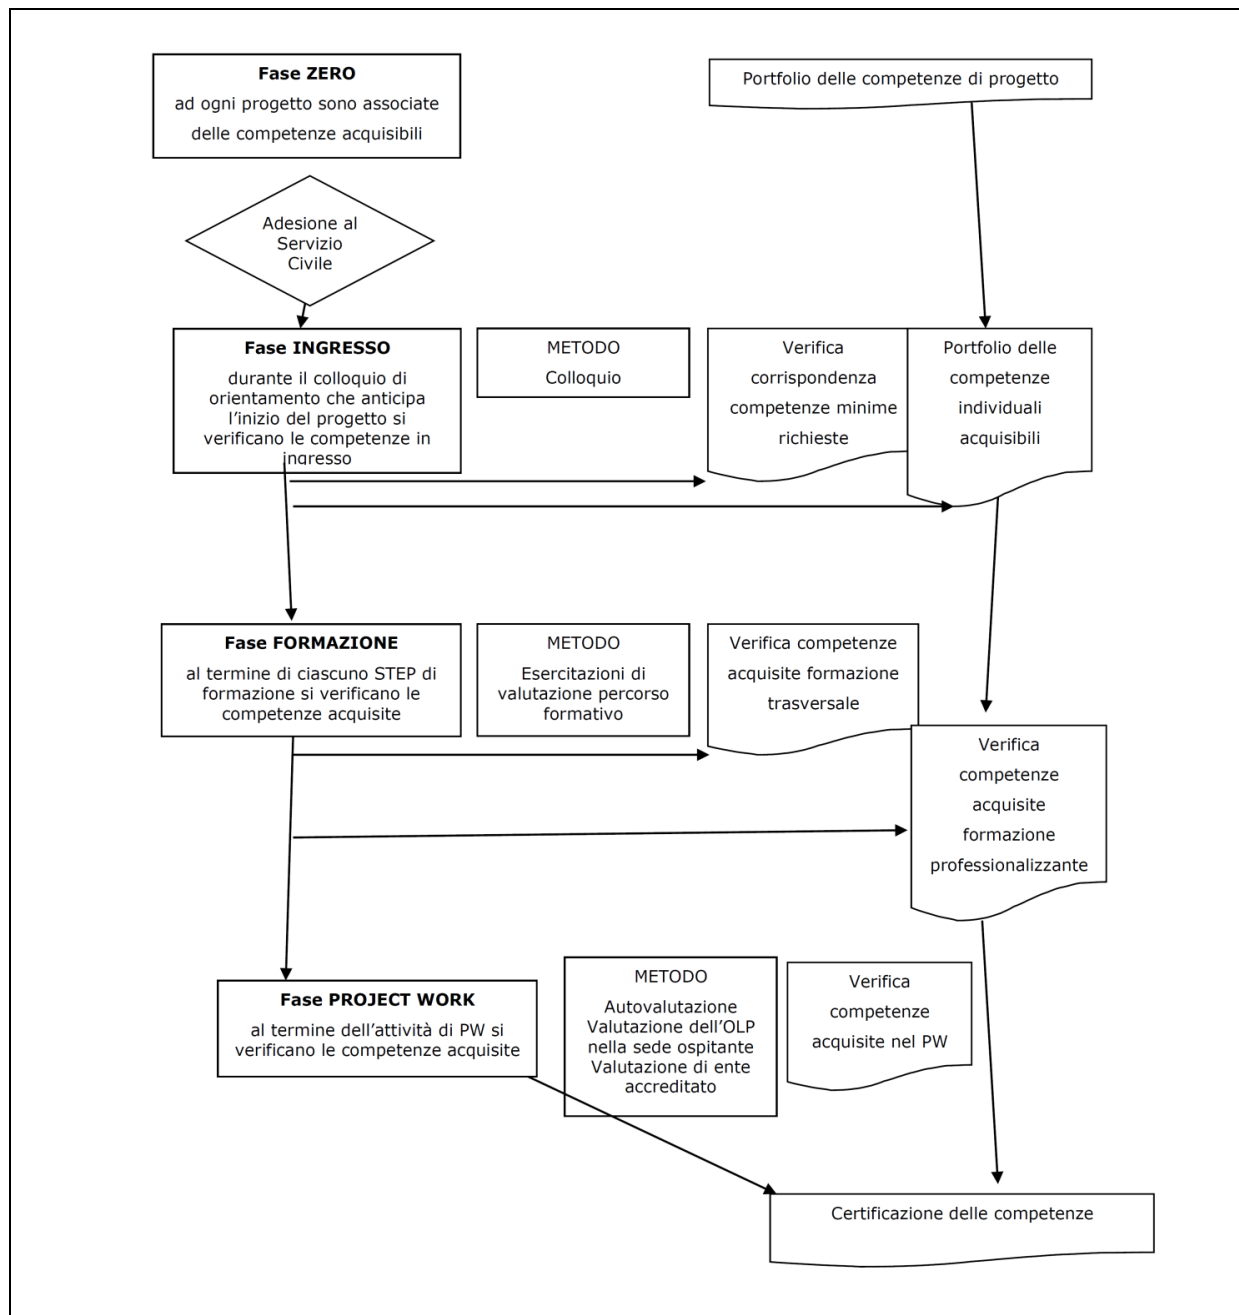 Fase ZERO
ad ogni progetto sono associate
delle competenze acquisibili
Portfolio delle competenze di progetto
Adesione al
Servizio
Civile
Fase INGRESSO
durante il colloquio di
orientamento che anticipa
l’inizio del progetto si
verificano le competenze in
ingresso
METODO
Colloquio
Verifica
corrispondenza
competenze minime
richieste
Portfolio delle
competenze
individuali
acquisibili
Fase FORMAZIONE
al termine di ciascuno STEP di
formazione si verificano le
competenze acquisite
METODO
Esercitazioni di
valutazione percorso
formativo
Verifica competenze
acquisite formazione
trasversale
Verifica
competenze
acquisite
formazione
professionalizzante
Fase PROJECT WORK
al termine dell’attività di PW si
verificano le competenze acquisite
METODO
Autovalutazione
Valutazione dell’OLP
nella sede ospitante
Valutazione di ente
accreditato
Verifica
competenze
acquisite nel PW
Certificazione delle competenze